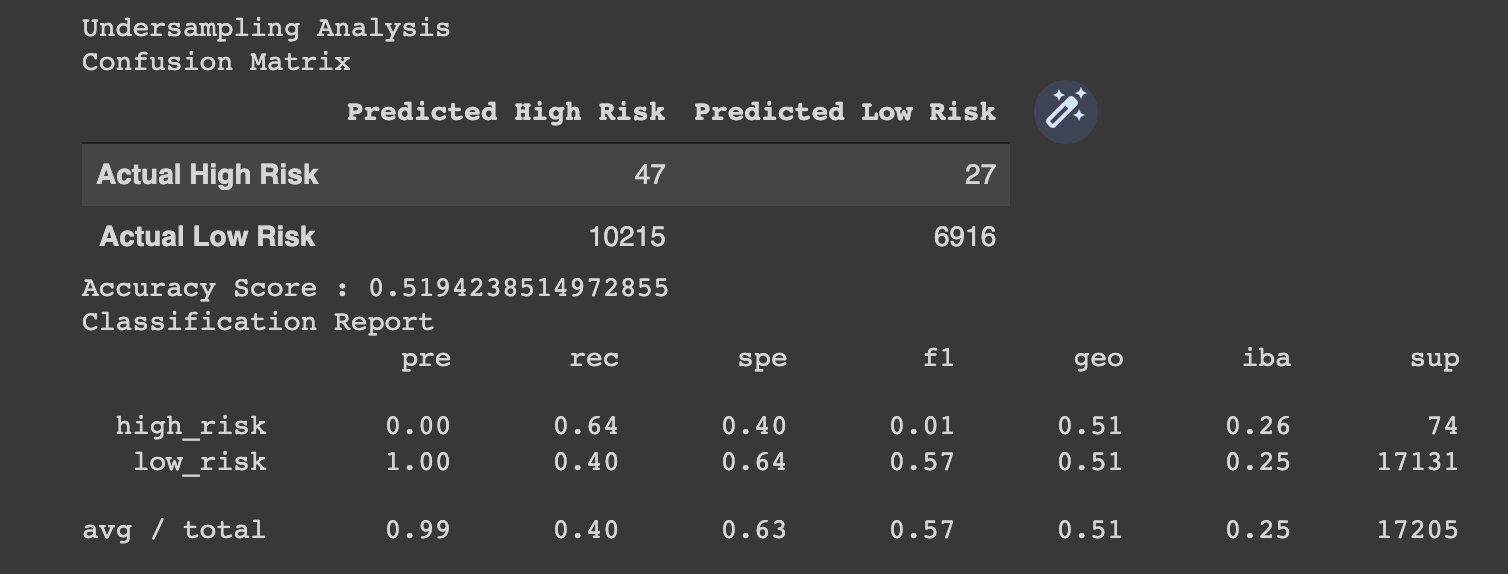 Undersampling Analysis
Confusion Matrix
Predicted High Risk Predicted Low Risk
Actual High Risk 47 27
Actual Low Risk 10215 6916
Accuracy Score : 0.5194238514972855
Classification Report
pre rec spe f1 geo iba sup
high_risk 0.00 0.64 0.40 0.01 0.51 0.26 74
low_risk 1.00 0.40 0.64 0.57 0.51 0.25 17131
avg / total 0.99 0.40 0.63 0.57 0.51 0.25 17205